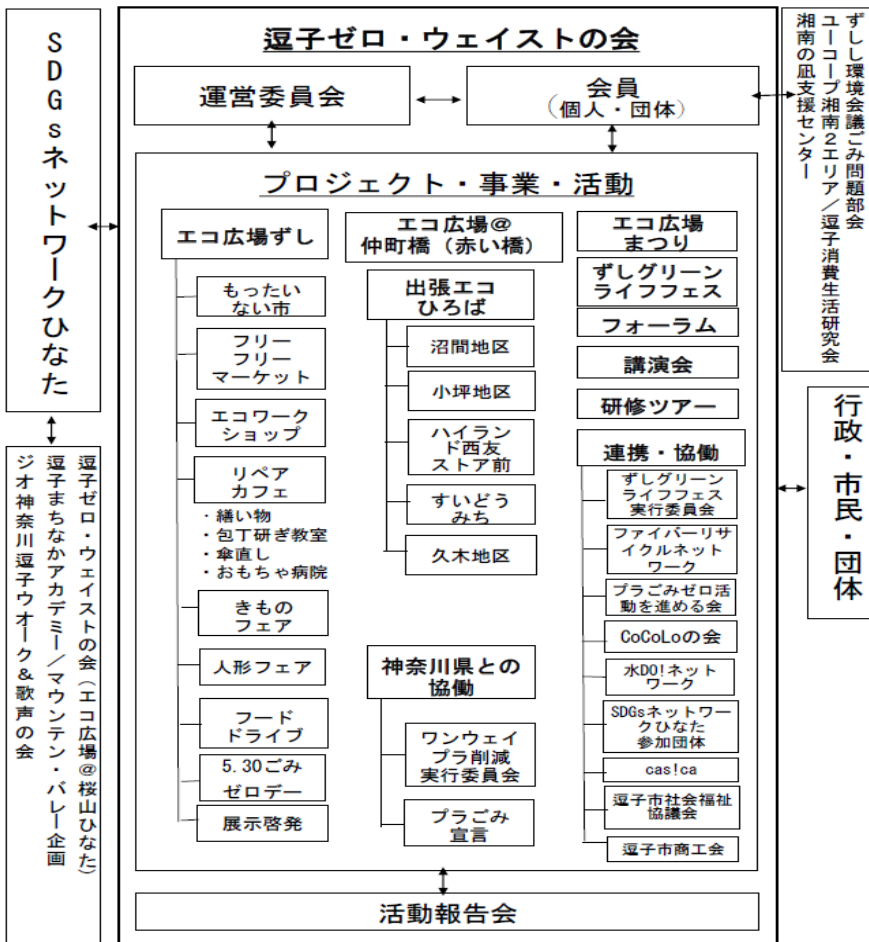 逗子ゼロ・ウェイストの会
運営委員会
会員
（個人・団体）
プロジェクト・事業・活動
エコ広場ずし
もったい
ない市
フリー
フリー
マーケット
エコワーク
ショップ
リペア
カフェ
・繕い物
・包丁研ぎ教室
・傘直し
・おもちゃ病院
きもの
フェア
人形フェア
フード
ドライブ
5.30ごみ
ゼロデー
展示啓発
エコ広場＠
仲町橋（赤い橋）
出張エコ
ひろば
沼間地区
小坪地区
ハイラン
ド西友
ストア前
すいどう
みち
久木地区
神奈川県との
協働
ワンウェイ
プラ削減
実行委員会
プラごみ
宣言
エコ広場
まつり
ずしグリーン
ライフフェス
フォーラム
講演会
研修ツアー
連携・協働
ずしグリーン
ライフフェス
実行委員会
ファイバーリサ
イクルネット
ワーク
プラごみゼロ活
動を進める会
CoCoLoの会
水DO!ネット
ワーク
SDGsネットワー
クひなた
参加団体
cas!ca
逗子市社会福祉
協議会
逗子市商工会
活動報告会
SDGsネットワークひなた
逗子ゼロ・ウェイストの会（エコ広場＠桜山ひなた）
逗子まちなかアカデミー／マウンテン・バレー企画
ジオ神奈川逗子ウオーク＆歌声の会
ずしし環境会議ごみ問題部会
ユーコープ湘南２エリア／逗子消費生活研究会
湘南の凪支援センター
行政・市民・団体